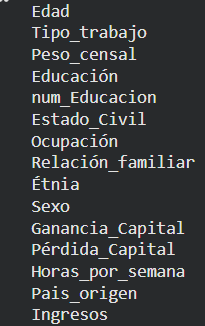 Edad
Tipo_trabajo
Peso_censal
Educación
num_Educacion
Estado_Civil
Ocupación
Relación_familiar
Étnia
Sexo
Ganancia_Capital
Pérdida_Capital
Horas_por_semana
Pais_origen
Ingresos